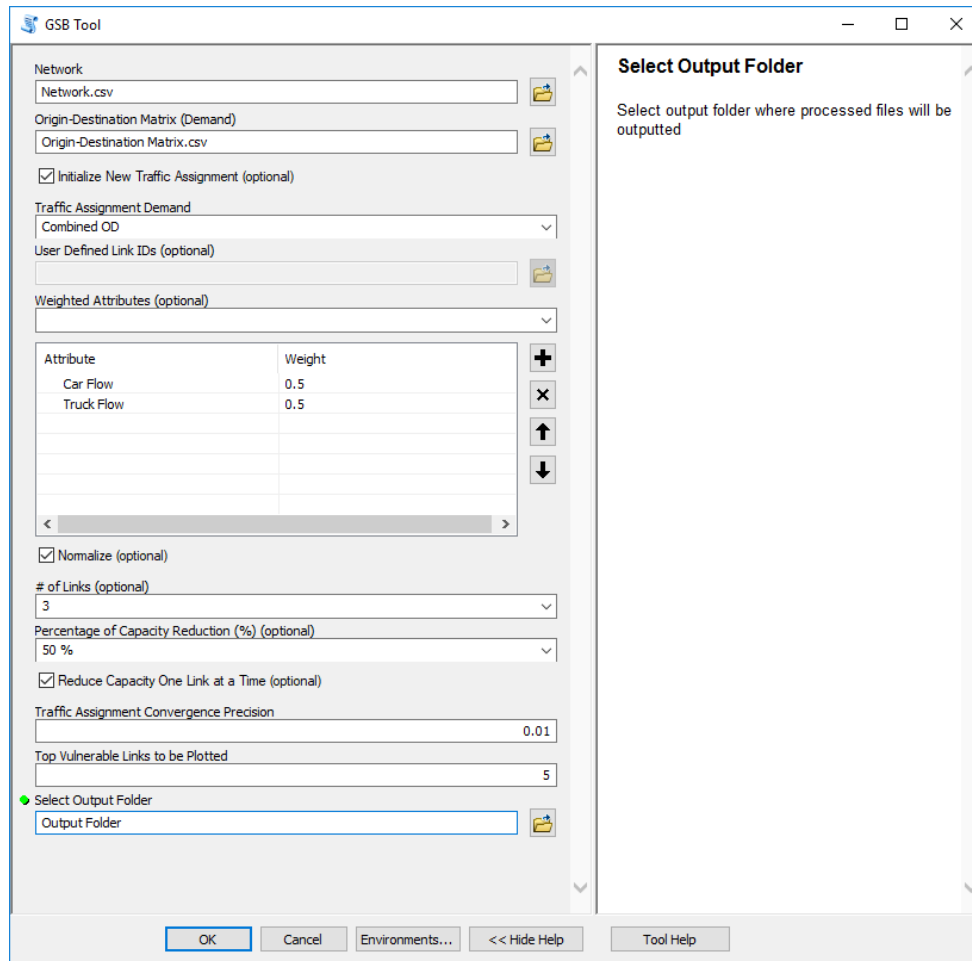 GSB Tool
Network
Network.csv
Origin-Destination Matrix (Demand)
Origin-Destination Matrix.csv
Initialize New Traffic Assignment (optional)
Traffic Assignment Demand
Combined OD
User Defined Link IDs (optional)
Weighted Attributes (optional)
Attribute Weight
Car Flow 0.5
Truck Flow 0.5
Normalize (optional)
# of Links (optional)
3
Percentage of Capacity Reduction (%) (optional)
50 %
Reduce Capacity One Link at a Time (optional)
Traffic Assignment Convergence Precision
0.01
Top Vulnerable Links to be Plotted
5
Select Output Folder
Output Folder
Select Output Folder
Select output folder where processed files will be
outputted
OK Cancel Environments... << Hide Help Tool Help